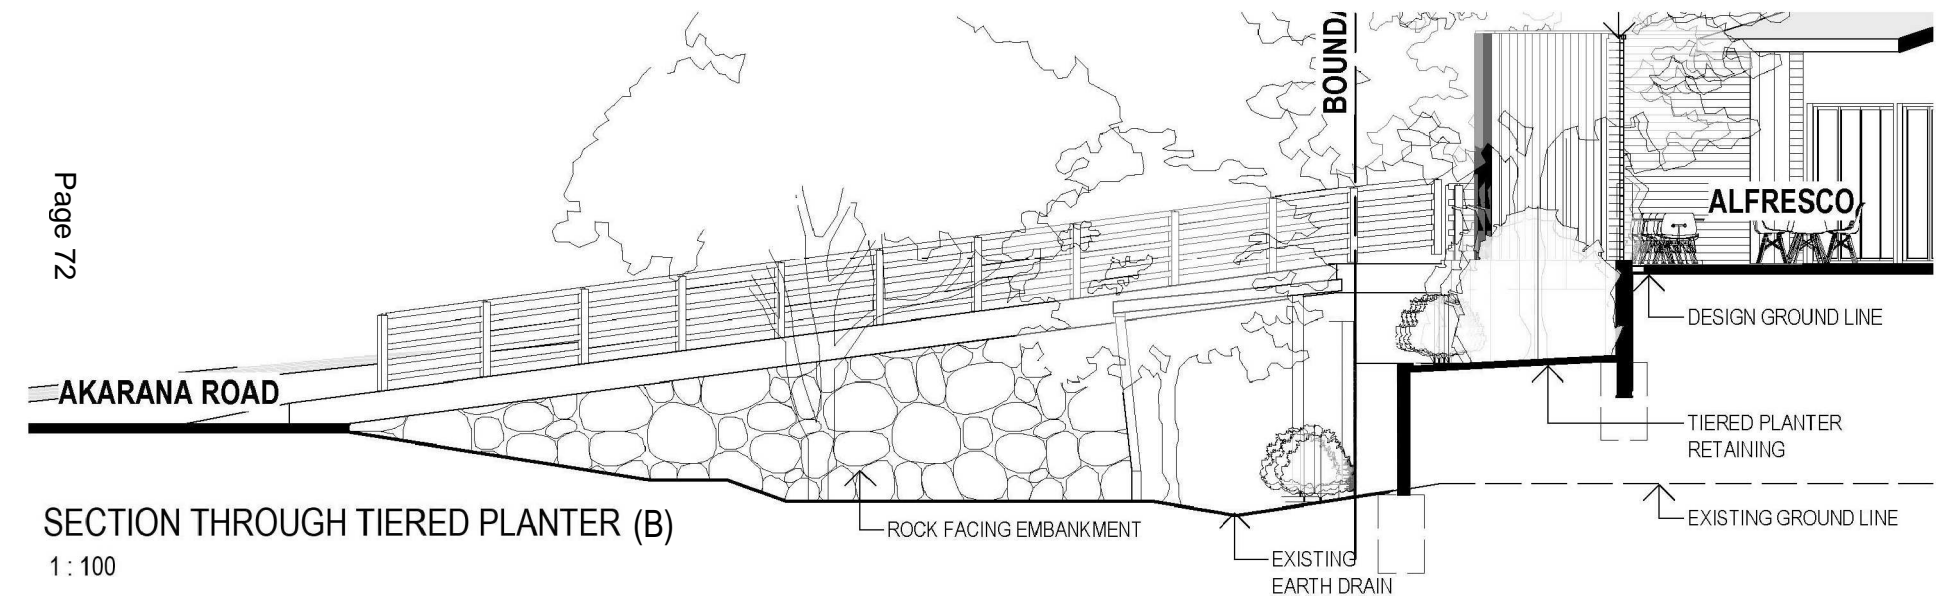 Page 72
BOUNDA
ALFRESCO
AKARANA ROAD
DESIGN GROUND LINE
TIERED PLANTER
RETAINING
EXISTING GROUND LINE
ROCK FACING EMBANKMENT
EXISTING
EARTH DRAIN
SECTION THROUGH TIERED PLANTER (B)
1 : 100